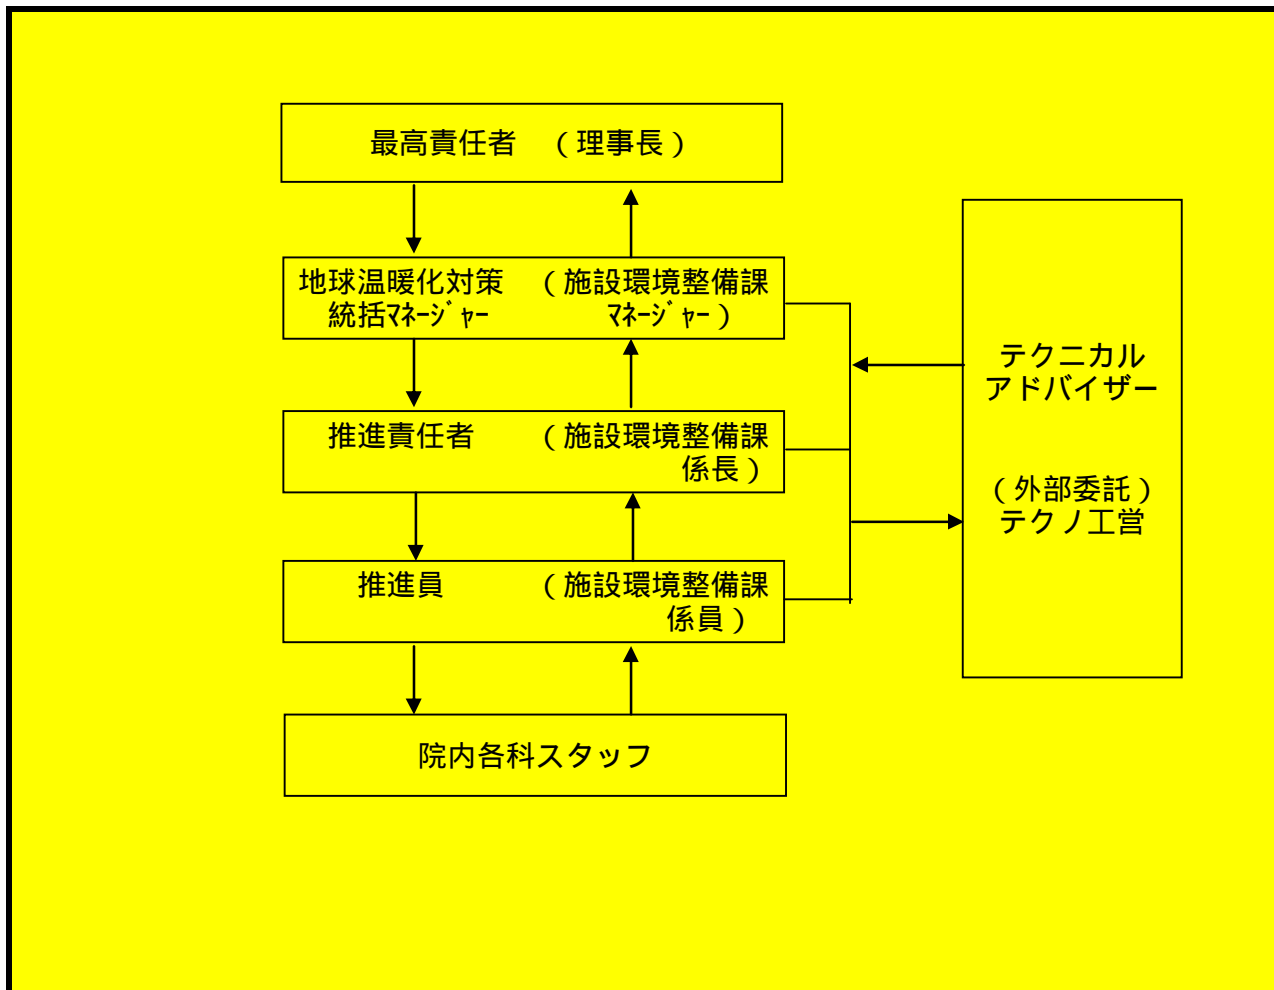 最高責任者　(理事長)
地球温暖化対策　(施設環境整備課
統括ﾏﾈｰｼﾞｬｰ　ﾏﾈｰｼﾞｬｰ)
推進責任者　(施設環境整備課
係長)
推進員　(施設環境整備課
係員)
院内各科スタッフ
テクニカル
アドバイザー
(外部委託)
テクノ工営